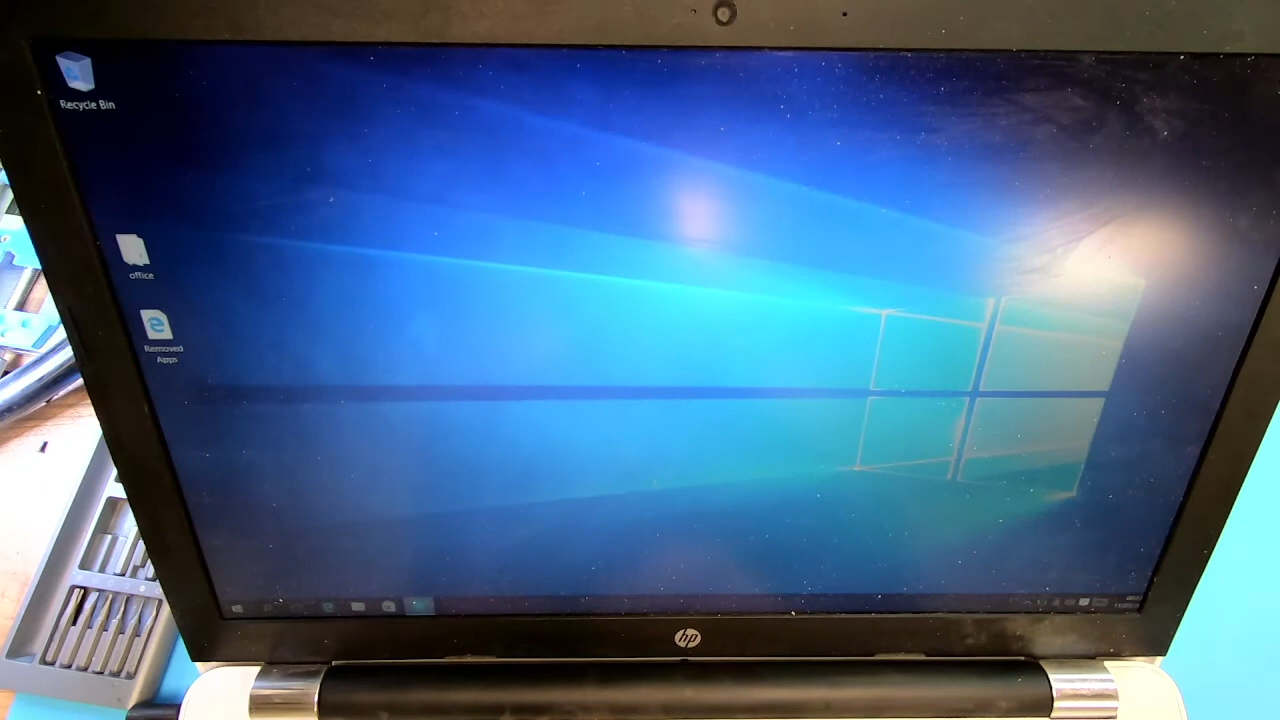 Recycle Bin
office
Removed
Apps
hp